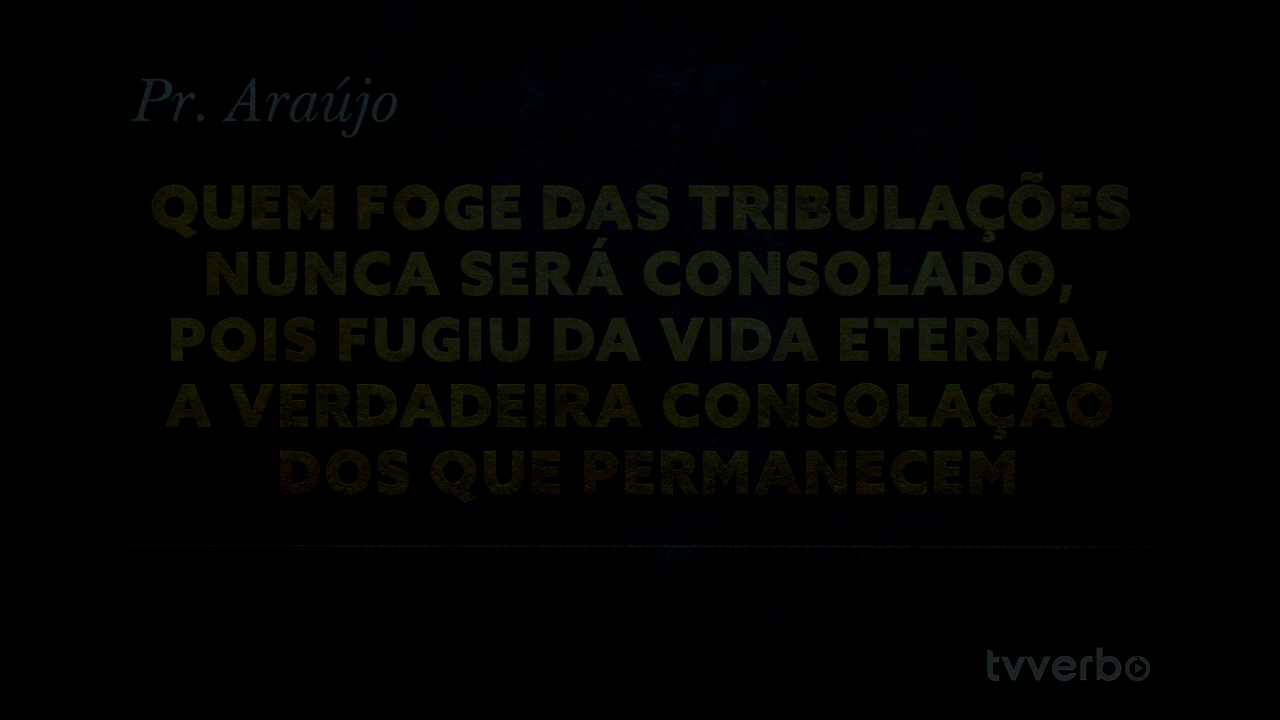 Pr. Araújo
QUEM FOGE DAS TRIBULAÇÕES
NUNCA SERÁ CONSOLADO,
POIS FUGIU DA VIDA ETERNA,
A VERDADEIRA CONSOLAÇÃO
DOS QUE PERMANECEM
tvverbo